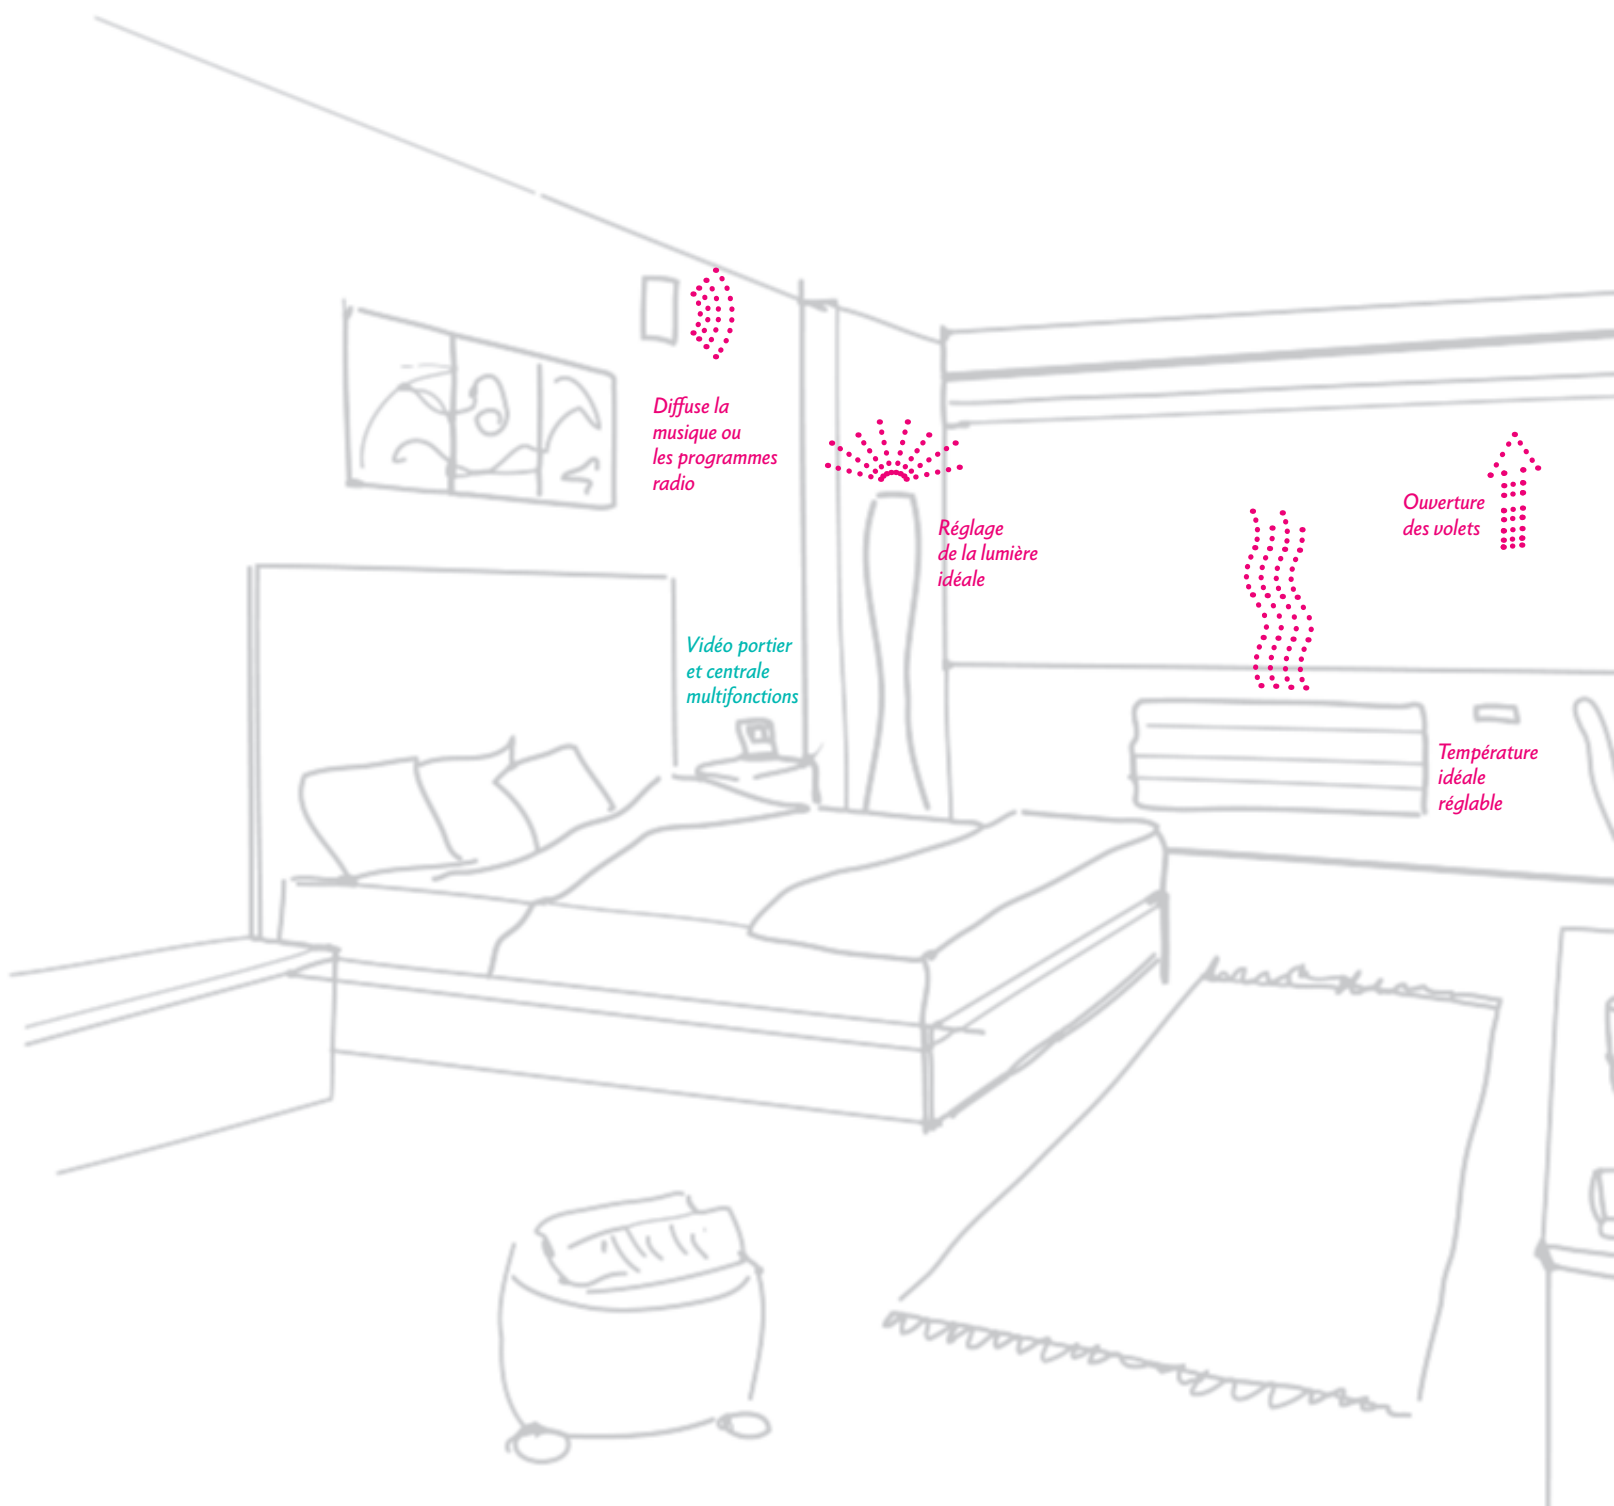 Diffuse la
musique ou
les programmes
radio
Réglage
de la lumière
idéale
Ouverture
des volets
Vidéo portier
et centrale
multifonctions
Température
idéale
réglable